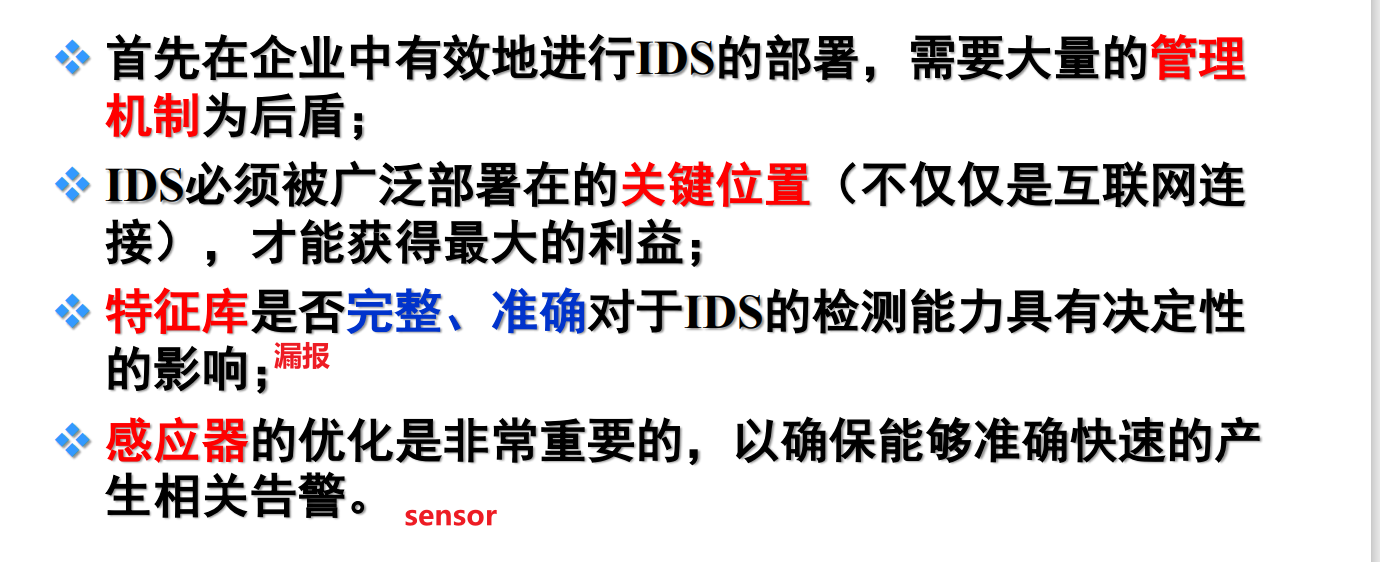 首先在企业中有效地进行IDS的部署，需要大量的管理
机制为后盾；
IDS必须被广泛部署在的关键位置（不仅仅是互联网连
接），才能获得最大的利益；
特征库是否完整、准确对于IDS的检测能力具有决定性
的影响；漏报
感应器的优化是非常重要的，以确保能够准确快速的产
生相关告警。
sensor